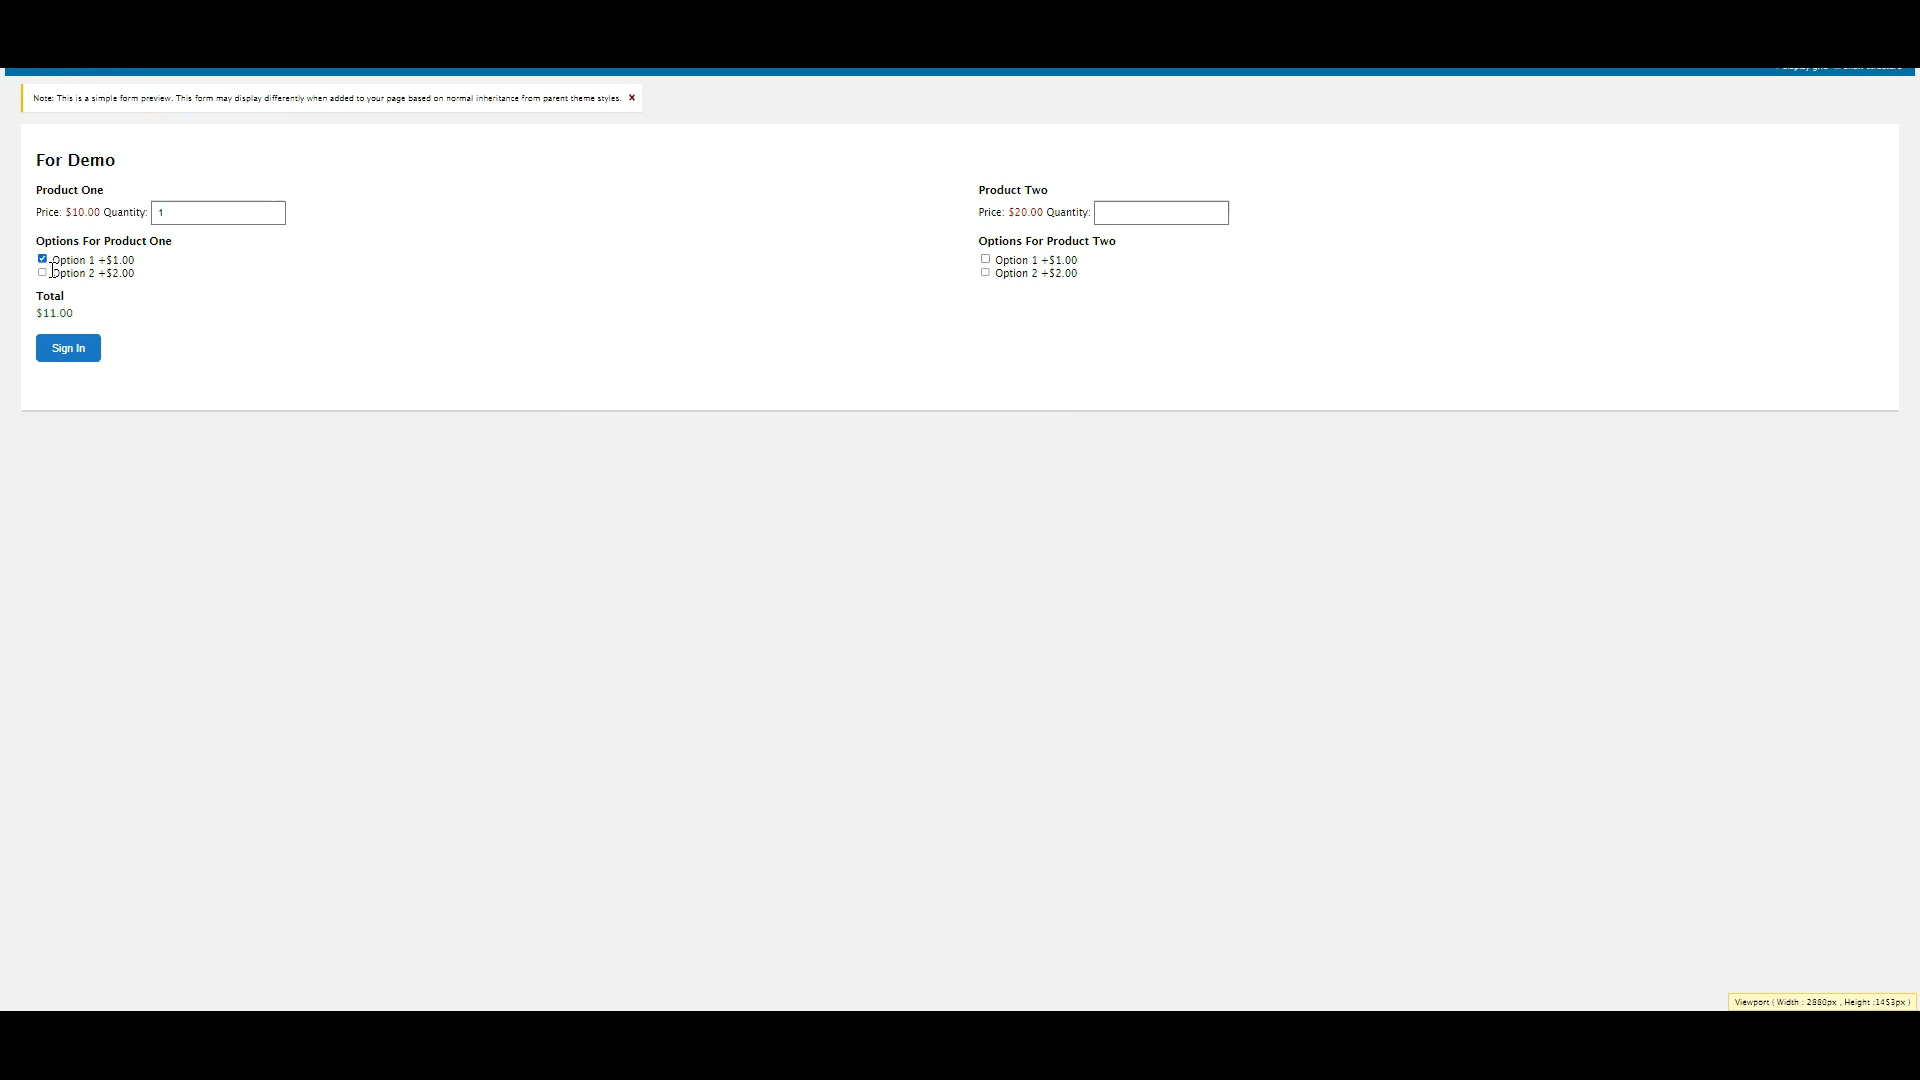 Note: This is a simple form preview. This form may display differently when added to your page based on normal inheritance from parent theme styles. x
For Demo
Product One
Price: $10.00 Quantity: 1
Options For Product One
Option 1 +$1.00
Option 2 +$2.00
Total
$11.00
Sign In
Product Two
Price: $20.00 Quantity:
Options For Product Two
Option 1 +$1.00
Option 2 +$2.00
Viewport ( Width : 2880px , Height :1453px )